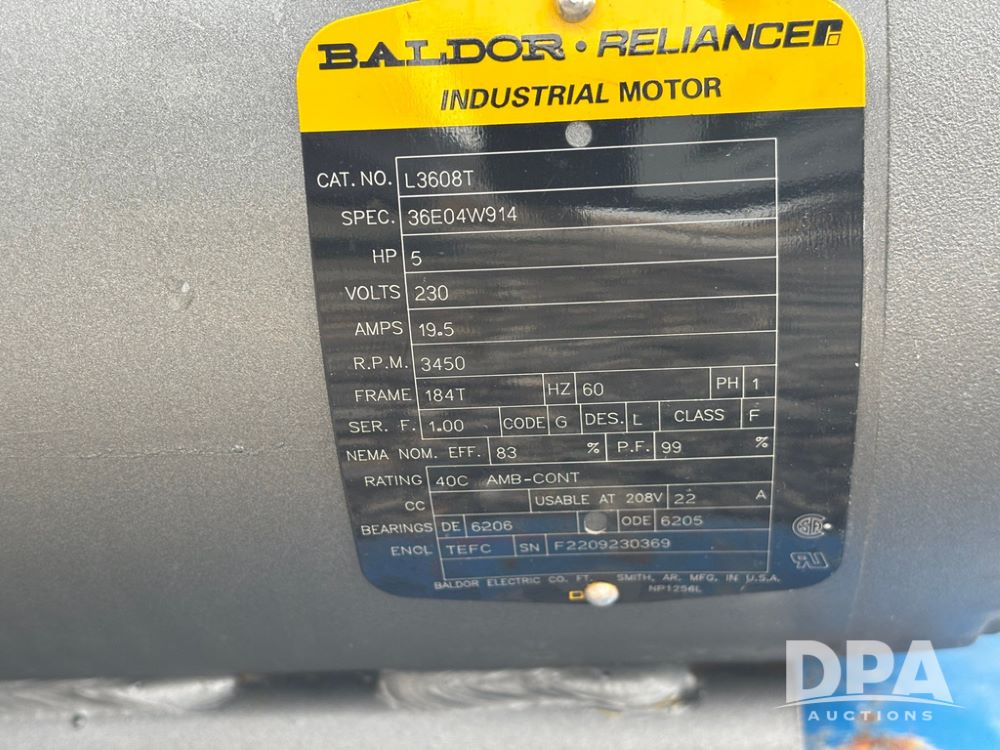 BALDOR • RELIANCER
INDUSTRIAL MOTOR
CAT. NO. L3608T
SPEC. 36E04W914
HP 5
VOLTS 230
AMPS 19.5
R.P.M. 3450
FRAME 184T HZ 60 PH 1
SER. F. 1.00 CODE G DES. L CLASS F
NEMA NOM. EFF. 83 % P.F. 99 %
RATING 40C AMB-CONT
CC USABLE AT 208V 22 A
BEARINGS DE 6206 ODE 6205
ENCL TEFC SN F2209230369
BALDOR ELECTRIC CO. FT. SMITH, AR. MFG. IN U.S.A.
NP1256L
DPA
AUCTIONS